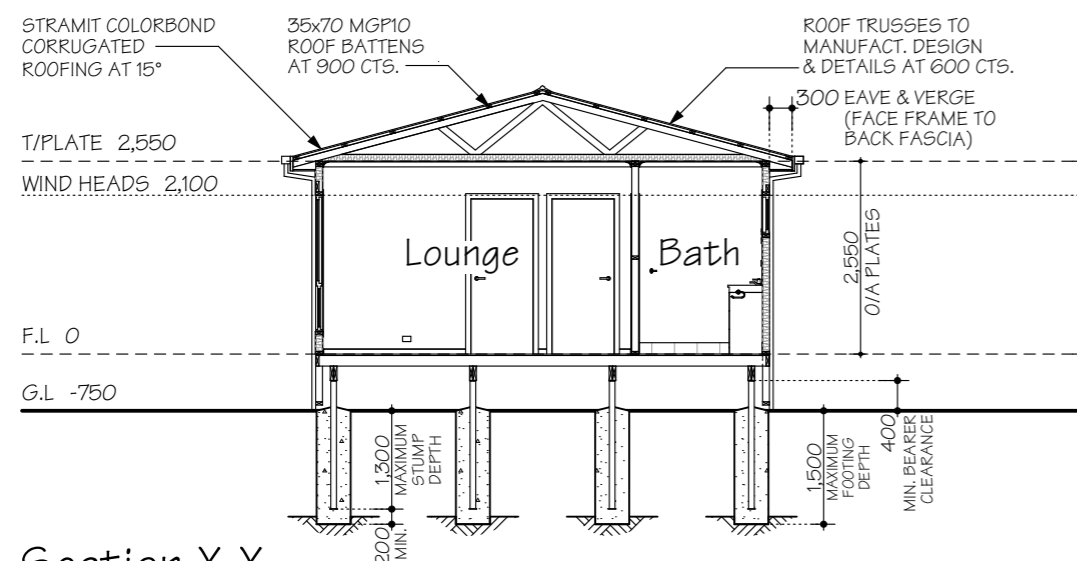 STRAMIT COLORBOND
CORRUGATED
ROOFING AT 15°
35x70 MGP10
ROOF BATTENS
AT 900 CTS.
ROOF TRUSSES TO
MANUFACT. DESIGN
& DETAILS AT 600 CTS.
300 EAVE & VERGE
(FACE FRAME TO
BACK FASCIA)
T/PLATE 2,550
WIND HEADS 2,100
Lounge
Bath
2,550
O/A PLATES
F.L 0
G.L -750
1,300
MAXIMUM
STUMP
DEPTH
200
MIN.
1,500
MAXIMUM
FOOTING
DEPTH
400
MIN. BEARER
CLEARANCE
Section X-X